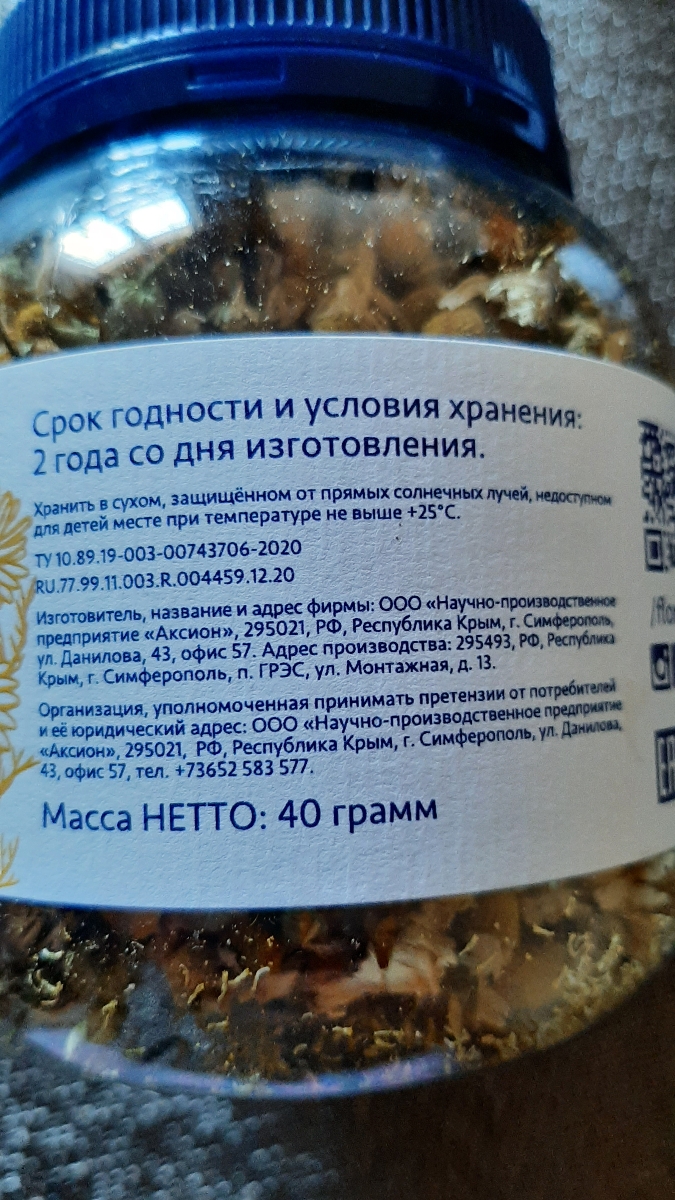 Срок годности и условия хранения:
2 года со дня изготовления.
Хранить в сухом, защищённом от прямых солнечных лучей, недоступном
для детей месте при температуре не выше +25°С.
ТУ 10.89.19-003-00743706-2020
RU.77.99.11.003.R.004459.12.20
Изготовитель, название и адрес фирмы: ООО «Научно-производственное
предприятие «Аксион», 295021, РФ, Республика Крым, г. Симферополь,
ул. Данилова, 43, офис 57. Адрес производства: 295493, РФ, Республика
Крым, г. Симферополь, п. ГРЭС, ул. Монтажная, д. 13.
Организация, уполномоченная принимать претензии от потребителей
и её юридический адрес: ООО «Научно-производственное предприятие
«Аксион», 295021, РФ, Республика Крым, г. Симферополь, ул. Данилова,
43, офис 57, тел. +73652 583 577.
Масса НЕТТО: 40 грамм